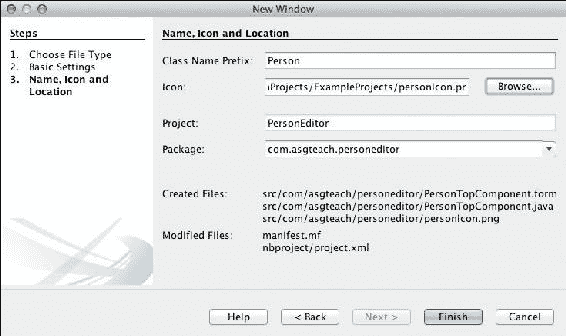 New Window
Steps
1. Choose File Type
2. Basic Settings
3. Name, Icon and
Location
Name, Icon and Location
Class Name Prefix: Person
Icon: iProjects/ExampleProjects/personIcon.pr Browse...
Project: PersonEditor
Package: com.asgteach.personeditor
Created Files: src/com/asgteach/personeditor/PersonTopComponent.form
src/com/asgteach/personeditor/PersonTopComponent.java
src/com/asgteach/personeditor/personIcon.png
Modified Files: manifest.mf
nbproject/project.xml
Help < Back Next > Finish Cancel